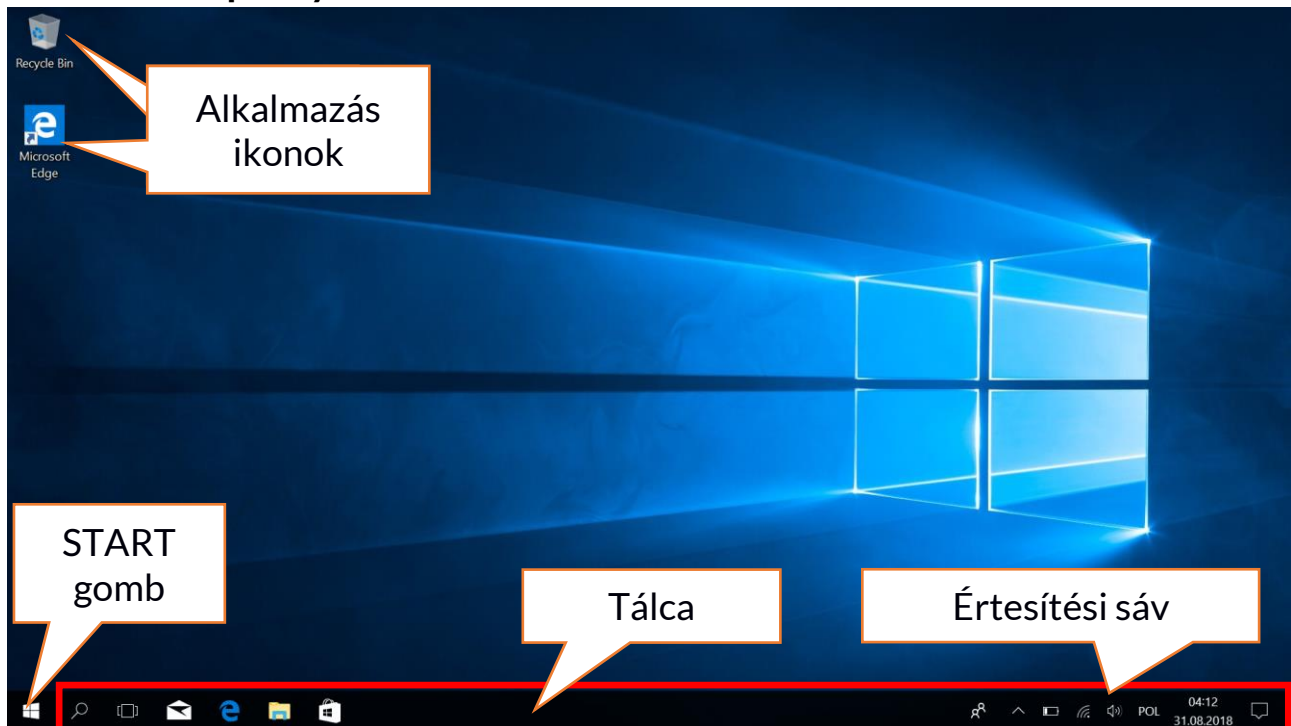 Recycle Bin
Alkalmazás
ikonok
Microsoft
Edge
START
gomb
Tálca
Értesítési sáv
POL
04:12
31.08.2018